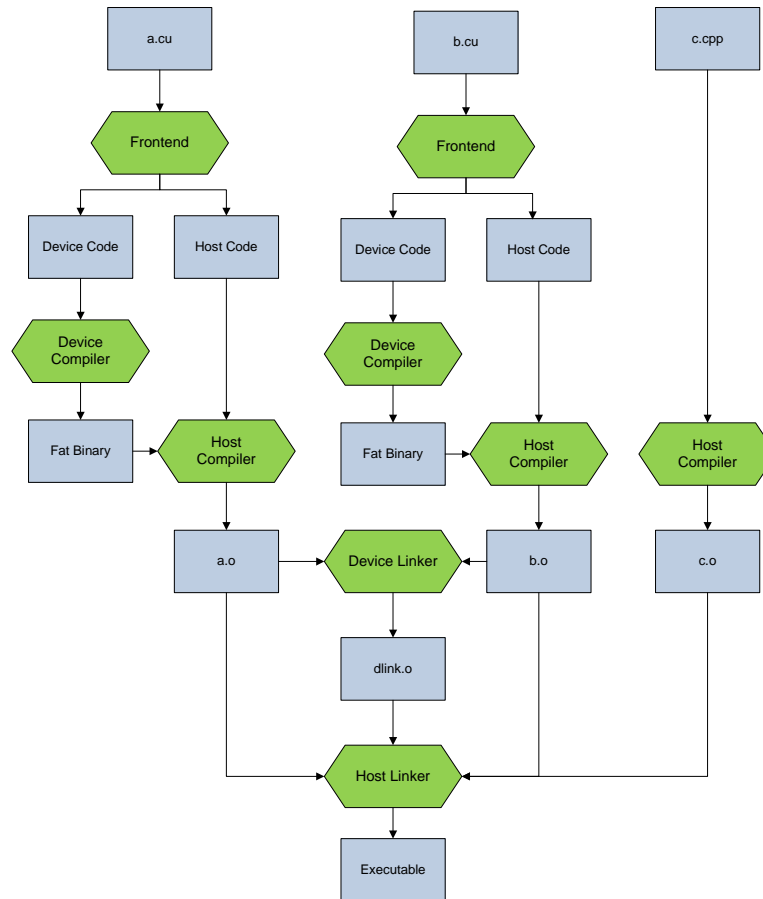 a.cu
b.cu
c.cpp
Frontend
Frontend
Device Code
Host Code
Device Code
Host Code
Device
Compiler
Device
Compiler
Fat Binary
Host
Compiler
Fat Binary
Host
Compiler
Host
Compiler
a.o
Device Linker
b.o
c.o
dlink.o
Host Linker
Executable